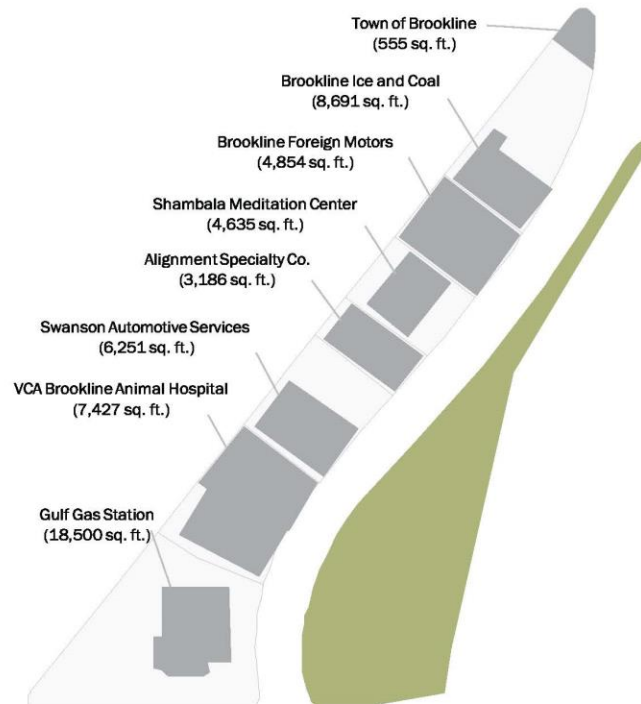 Town of Brookline
(555 sq. ft.)
Brookline Ice and Coal
(8,691 sq. ft.)
Brookline Foreign Motors
(4,854 sq. ft.)
Shambala Meditation Center
(4,635 sq. ft.)
Alignment Specialty Co.
(3,186 sq. ft.)
Swanson Automotive Services
(6,251 sq. ft.)
VCA Brookline Animal Hospital
(7,427 sq. ft.)
Gulf Gas Station
(18,500 sq. ft.)